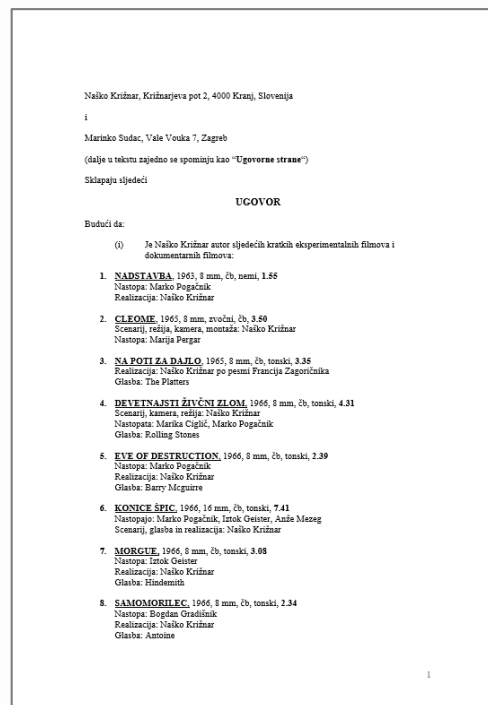 Naško Križnar, Križnarjeva pot 2, 4000 Kranj, Slovenija
i
Marinko Sudac, Vale Vouka 7, Zagreb
(dalje u tekstu zajedno se spominju kao “Ugovorne strane“)
Sklapaju sljedeći
UGOVOR
Budući da:
(i) Je Naško Križnar autor sljedećih kratkih eksperimentalnih filmova i
dokumentarnih filmova:
1. NADSTAVBA, 1963, 8 mm, čb, nemi, 1.55
Nastopa: Marko Pogačnik
Realizacija: Naško Križnar
2. CLEOME, 1965, 8 mm, zvočni, čb, 3.50
Scenarij, režija, kamera, montaža: Naško Križnar
Nastopa: Marija Pergar
3. NA POTI ZA DAJLO, 1965, 8 mm, čb, tonski, 3.35
Realizacija: Naško Križnar po pesmi Francija Zagoričnika
Glasba: The Platters
4. DEVETNAJSTI ŽIVČNI ZLOM, 1966, 8 mm, čb, tonski, 4.31
Scenarij, kamera, režija: Naško Križnar
Nastopata: Marika Ciglič, Marko Pogačnik
Glasba: Rolling Stones
5. EVE OF DESTRUCTION, 1966, 8 mm, čb, tonski, 2.39
Nastopa: Marko Pogačnik
Realizacija: Naško Križnar
Glasba: Barry Mcguirre
6. KONICE ŠPIC, 1966, 16 mm, čb, tonski, 7.41
Nastopajo: Marko Pogačnik, Iztok Geister, Anže Mezeg
Scenarij, glasba in realizacija: Naško Križnar
7. MORGUE, 1966, 8 mm, čb, tonski, 3.08
Nastopa: Iztok Geister
Realizacija: Naško Križnar
Glasba: Hindemith
8. SAMOMORILEC, 1966, 8 mm, čb, tonski, 2.34
Nastopa: Bogdan Gradišnik
Realizacija: Naško Križnar
Glasba: Antoine
1